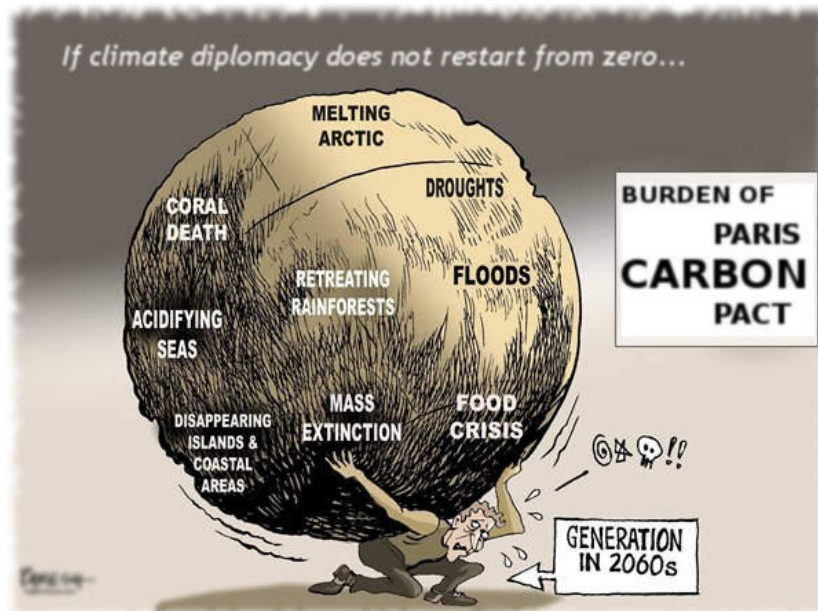 If climate diplomacy does not restart from zero...
MELTING
ARCTIC
DROUGHTS
CORAL
DEATH
BURDEN OF
PARIS
CARBON
PACT
RETREATING
RAINFORESTS
FLOODS
ACIDIFYING
SEAS
DISAPPEARING
ISLANDS &
COASTAL
AREAS
MASS
EXTINCTION
FOOD
CRISIS
GENERATION
IN 2060s